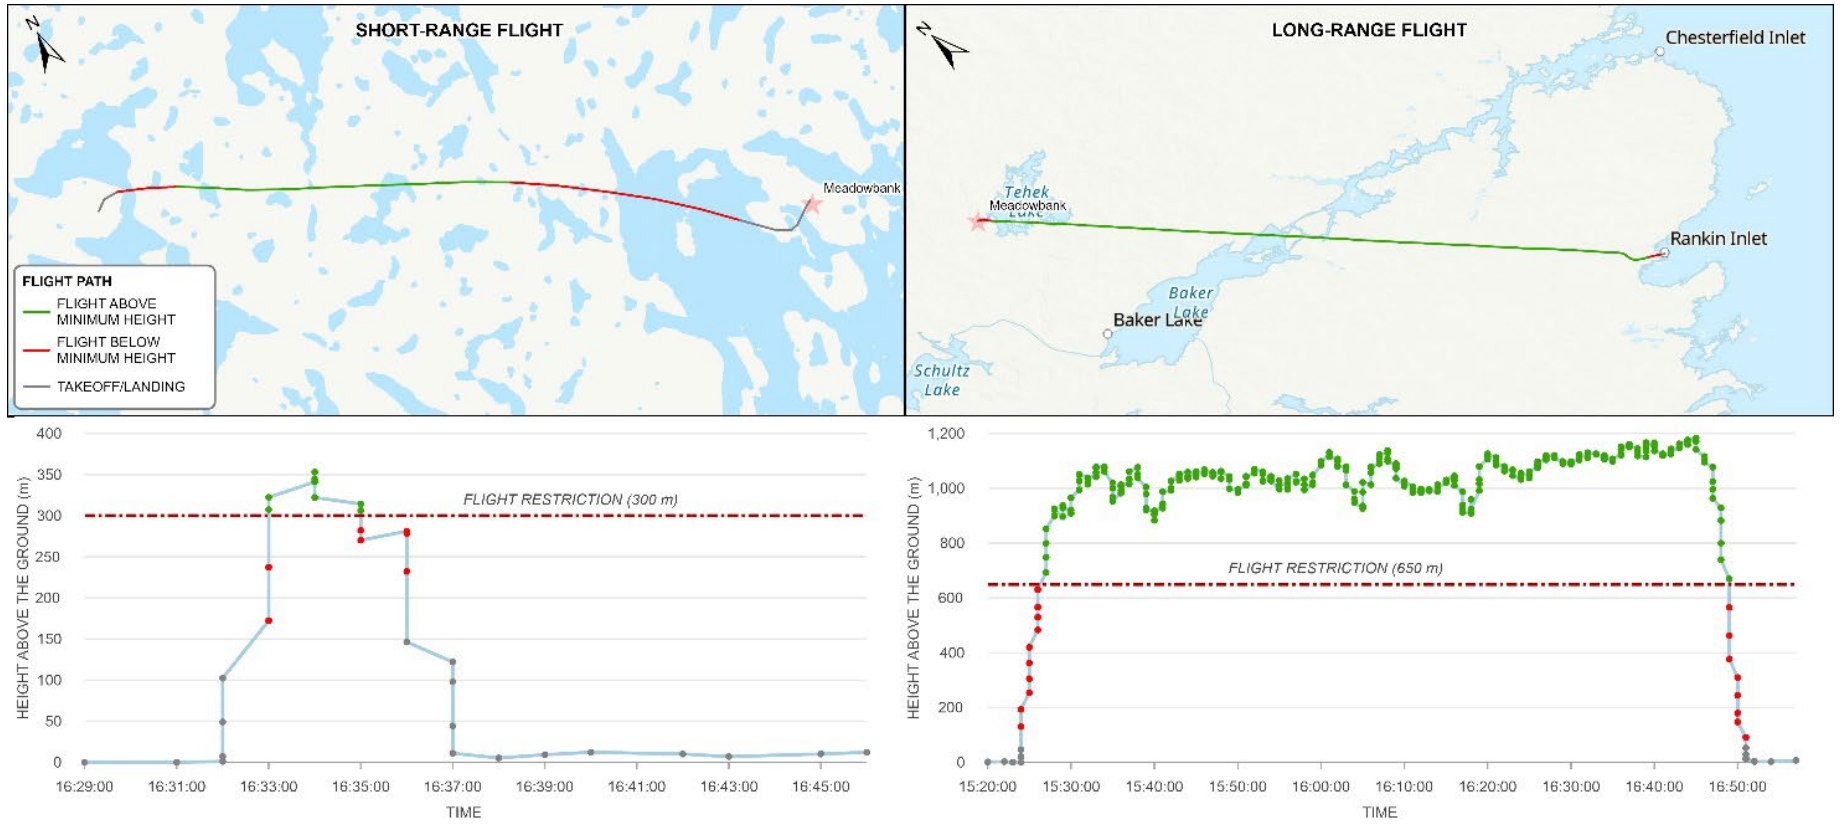 N
SHORT-RANGE FLIGHT
Meadowbank
FLIGHT PATH
FLIGHT ABOVE
MINIMUM HEIGHT
FLIGHT BELOW
MINIMUM HEIGHT
TAKEOFF/LANDING
N
LONG-RANGE FLIGHT
Chesterfield Inlet
Tehek
Lake
Meadowbank
Rankin Inlet
Baker
Lake
Baker Lake
Schultz
Lake
HEIGHT ABOVE THE GROUND (m)
400
350
300
250
200
150
100
50
0
FLIGHT RESTRICTION (300 m)
16:29:00 16:31:00 16:33:00 16:35:00 16:37:00 16:39:00 16:41:00 16:43:00 16:45:00
TIME
HEIGHT ABOVE THE GROUND (m)
1,200
1,000
800
600
400
200
0
FLIGHT RESTRICTION (650 m)
15:20:00 15:30:00 15:40:00 15:50:00 16:00:00 16:10:00 16:20:00 16:30:00 16:40:00 16:50:00
TIME